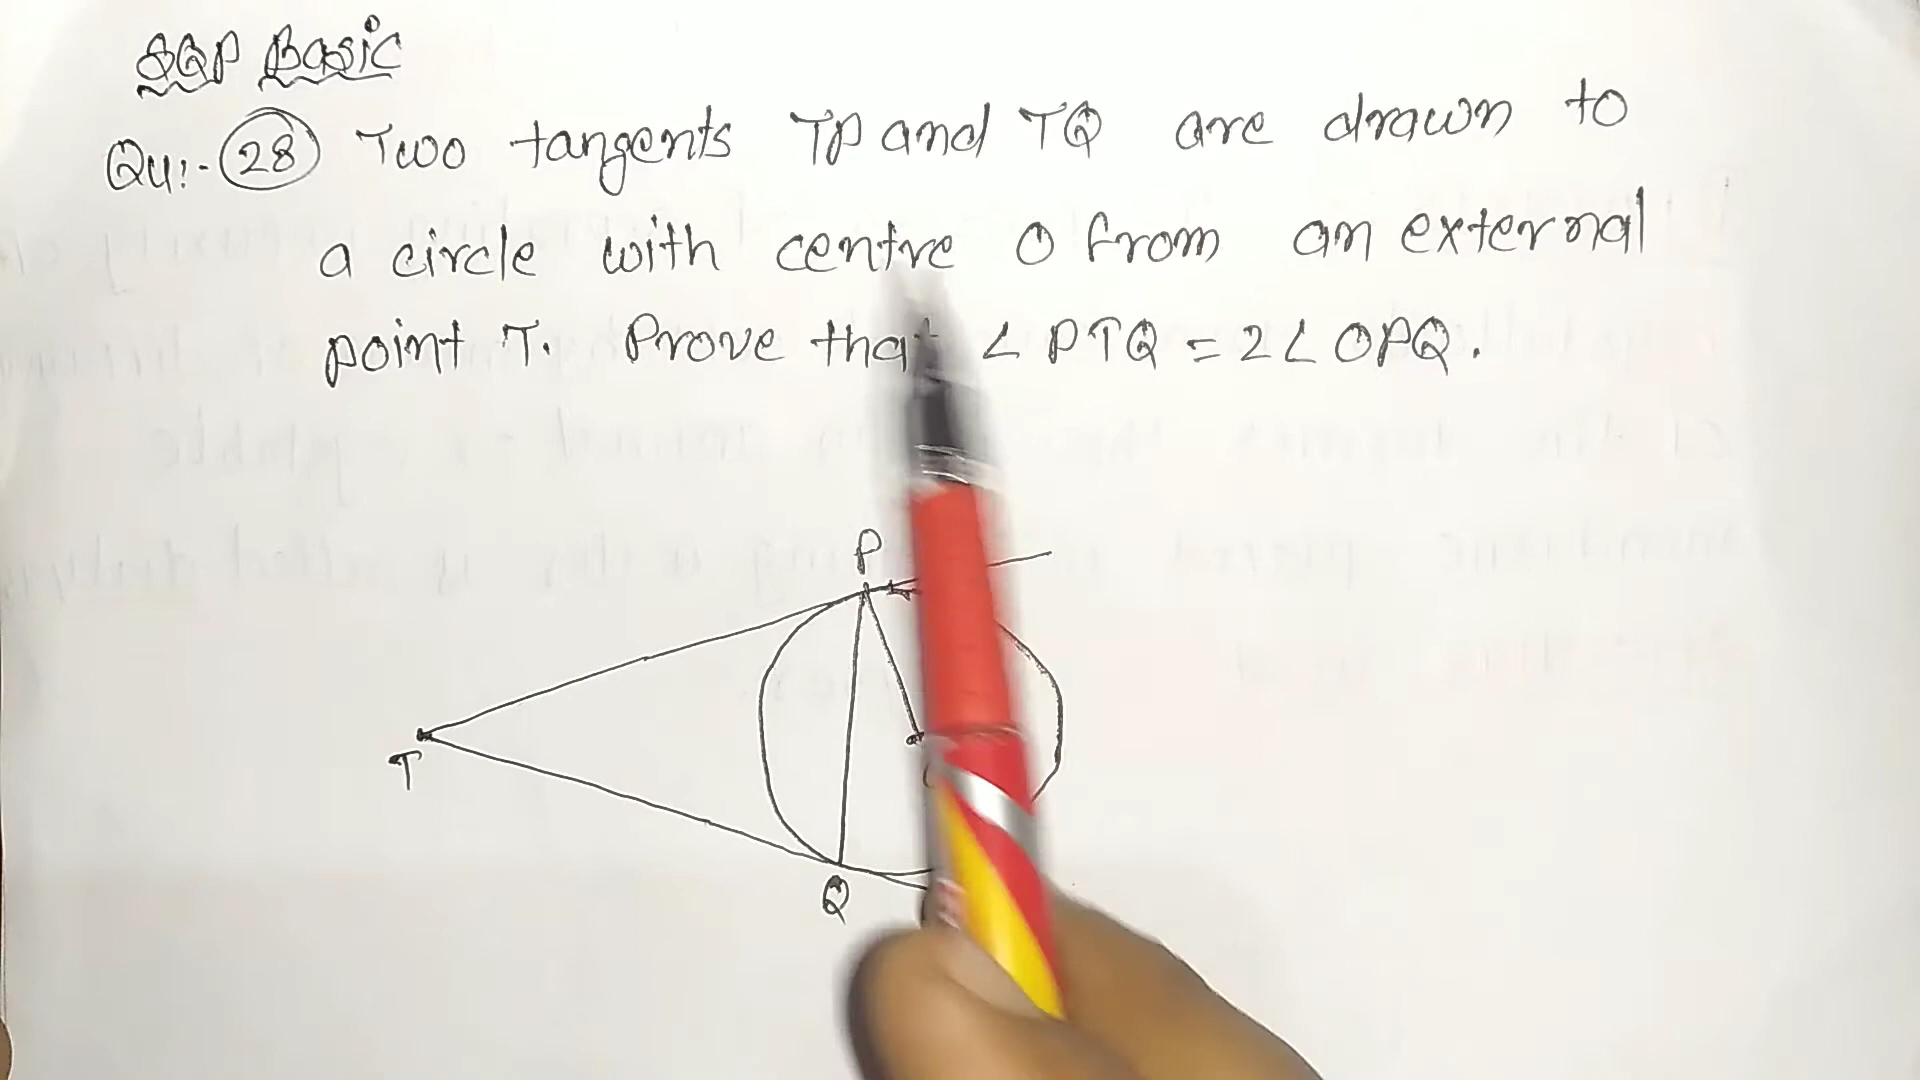 SQP Basic
Qu:- 28 Two tangents TP and TQ are drawn to
a circle with centre O from an external
point T. Prove that ∠PTQ = 2∠OPQ.
P
T
Q